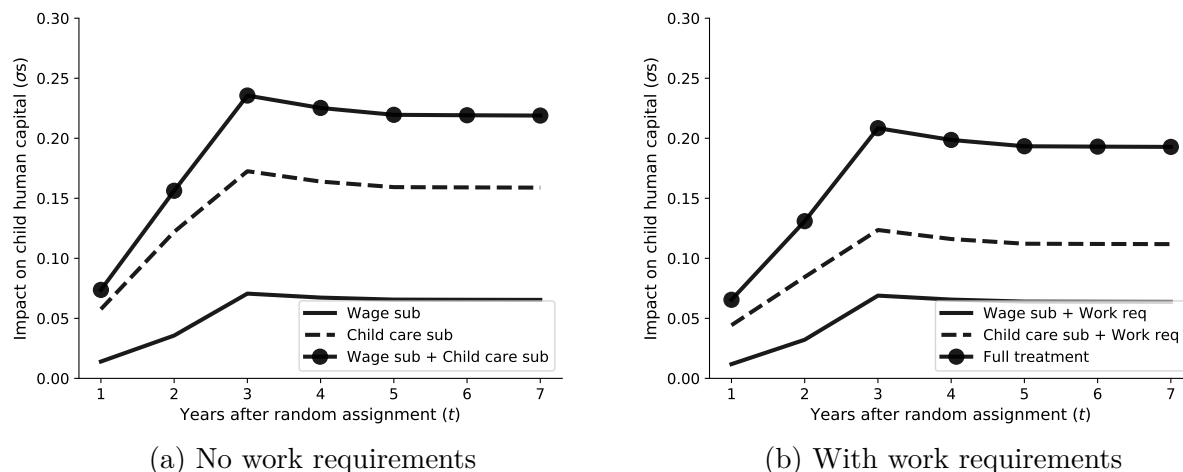 0.30
0.25
0.20
0.15
0.10
0.05
0.00
Impact on child human capital (σs)
1 2 3 4 5 6 7
Years after random assignment (t)
Wage sub
Child care sub
Wage sub + Child care sub
(a) No work requirements
0.30
0.25
0.20
0.15
0.10
0.05
0.00
Impact on child human capital (σs)
1 2 3 4 5 6 7
Years after random assignment (t)
Wage sub + Work req
Child care sub + Work req
Full treatment
(b) With work requirements